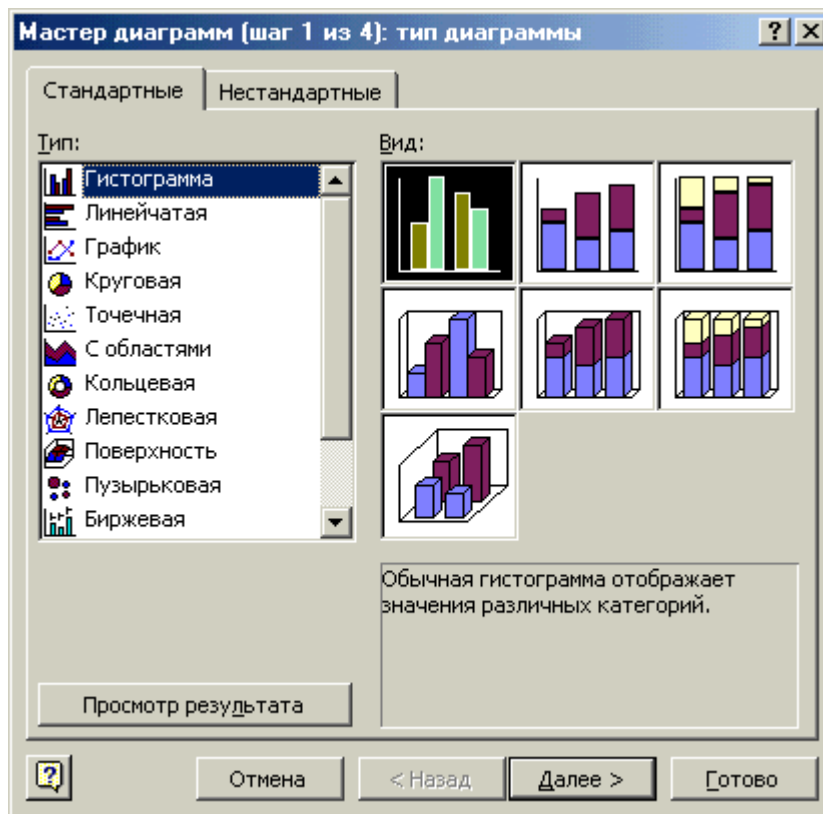 Мастер диаграмм (шаг 1 из 4): тип диаграммы
Стандартные
Нестандартные
Тип:
Вид:
Гистограмма
Линейчатая
График
Круговая
Точечная
С областями
Кольцевая
Лепестковая
Поверхность
Пузырьковая
Биржевая
Обычная гистограмма отображает
значения различных категорий.
Просмотр результата
Отмена
< Назад
Далее >
Готово